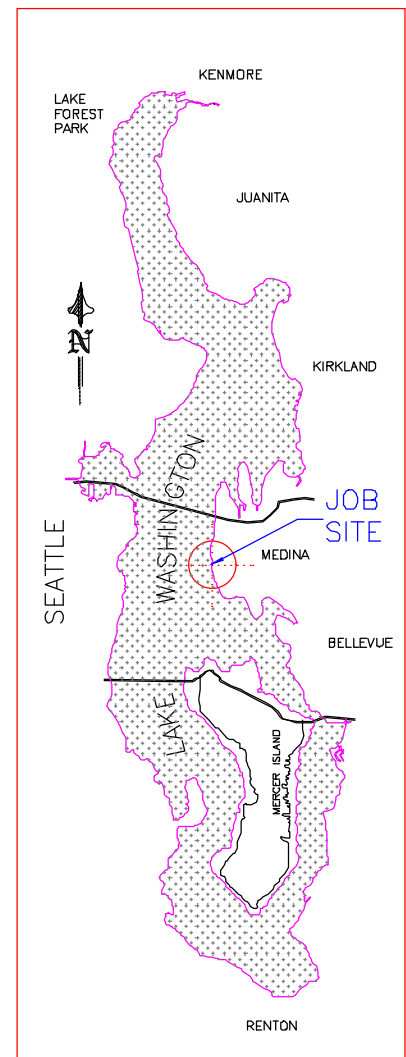 KENMORE
LAKE
FOREST
PARK
JUANITA
N
KIRKLAND
JOB
SITE
MEDINA
SEATTLE
LAKE WASHINGTON
BELLEVUE
MERCER ISLAND
RENTON